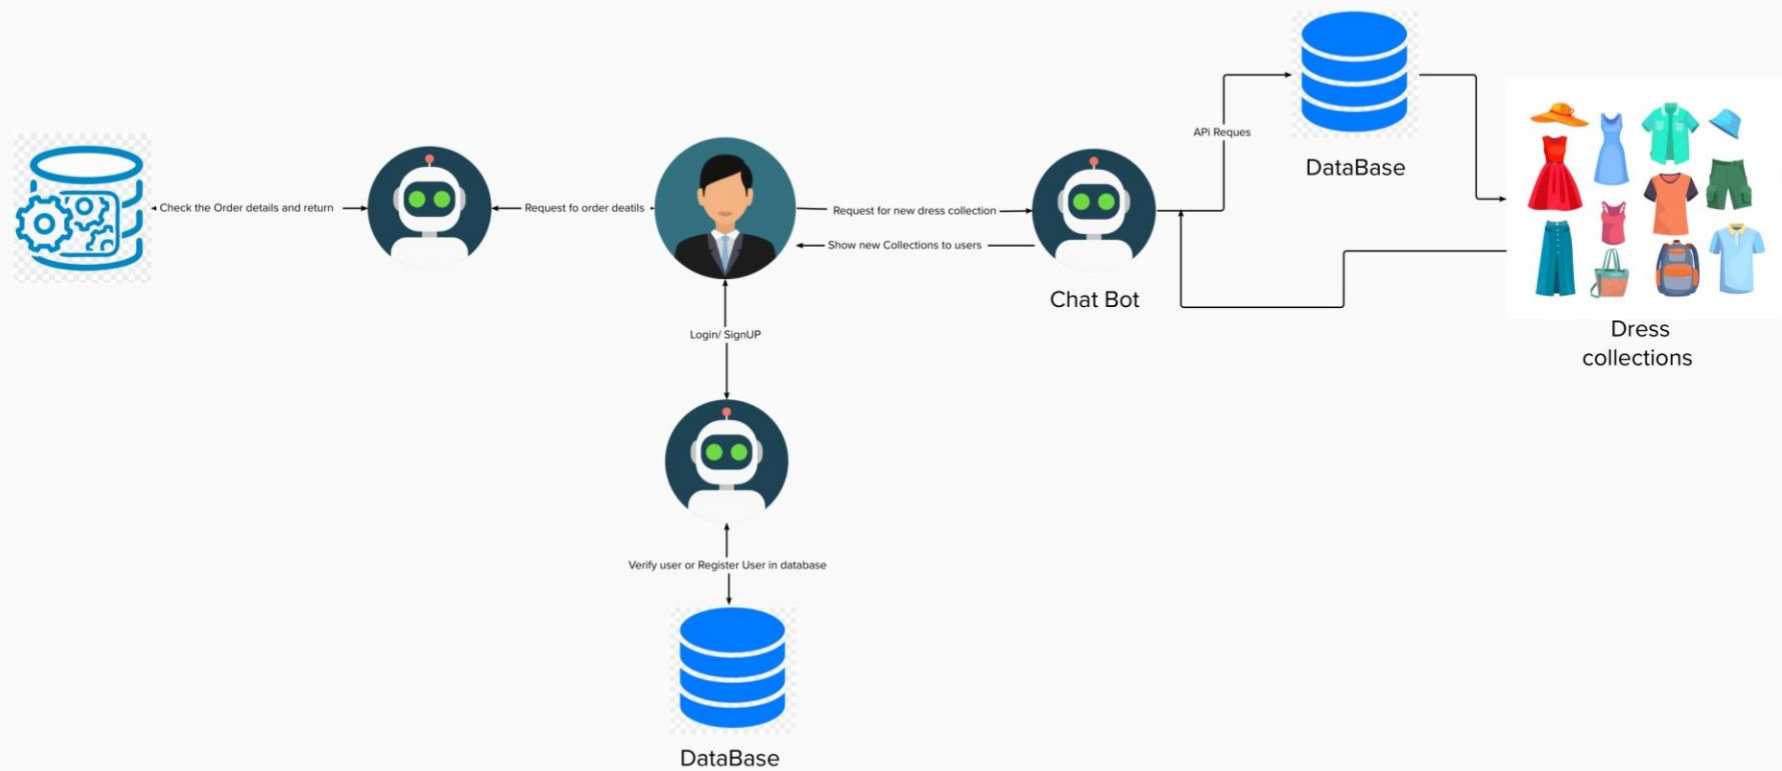 DataBase
APi Reques
Check the Order details and return
Request fo order deatils
Request for new dress collection
Show new Collections to users
Chat Bot
Dress
collections
Login/ SignUP
Verify user or Register User in database
DataBase